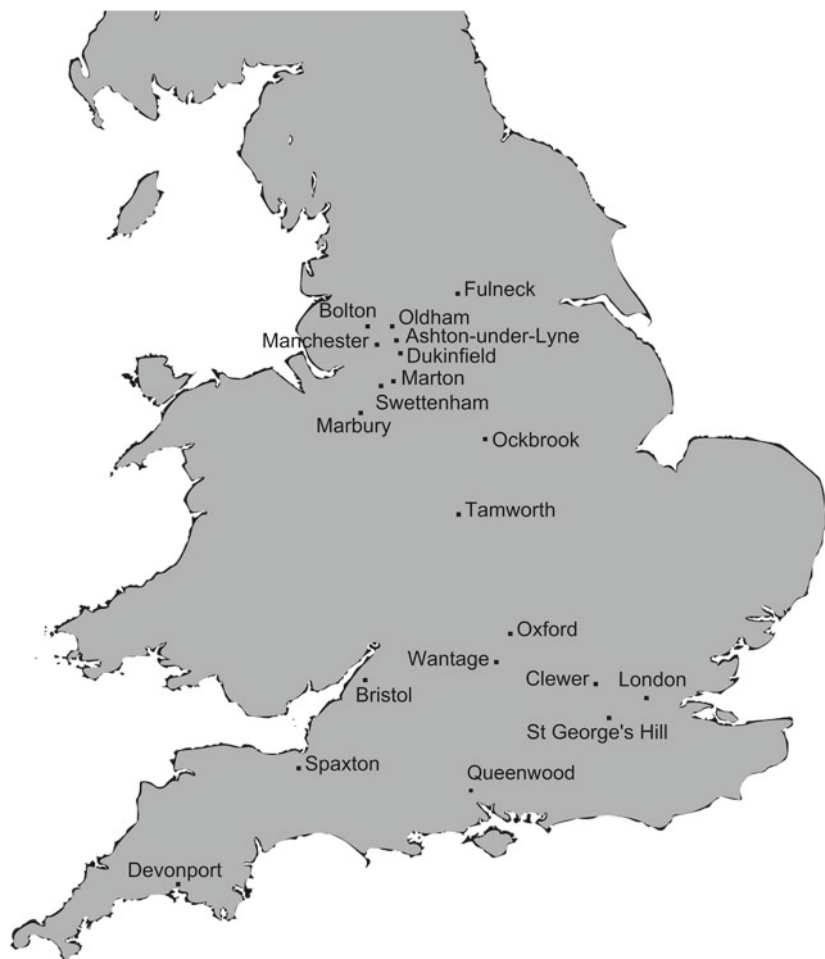 Fulneck
Bolton
Oldham
Manchester
Ashton-under-Lyne
Dukinfield
Marton
Swettenham
Marbury
Ockbrook
Tamworth
Oxford
Wantage
Clewer
London
Bristol
St George's Hill
Spaxton
Queenwood
Devonport